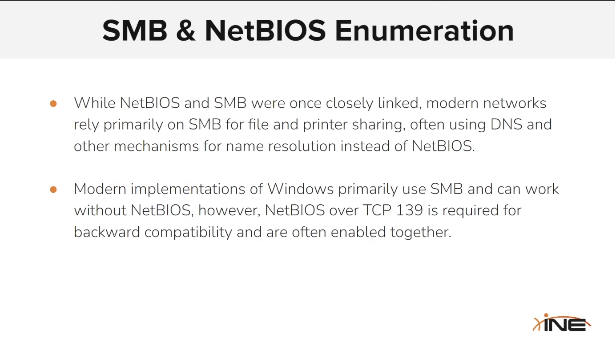 SMB & NetBIOS Enumeration
While NetBIOS and SMB were once closely linked, modern networks
rely primarily on SMB for file and printer sharing, often using DNS and
other mechanisms for name resolution instead of NetBIOS.
Modern implementations of Windows primarily use SMB and can work
without NetBIOS, however, NetBIOS over TCP 139 is required for
backward compatibility and are often enabled together.
INE